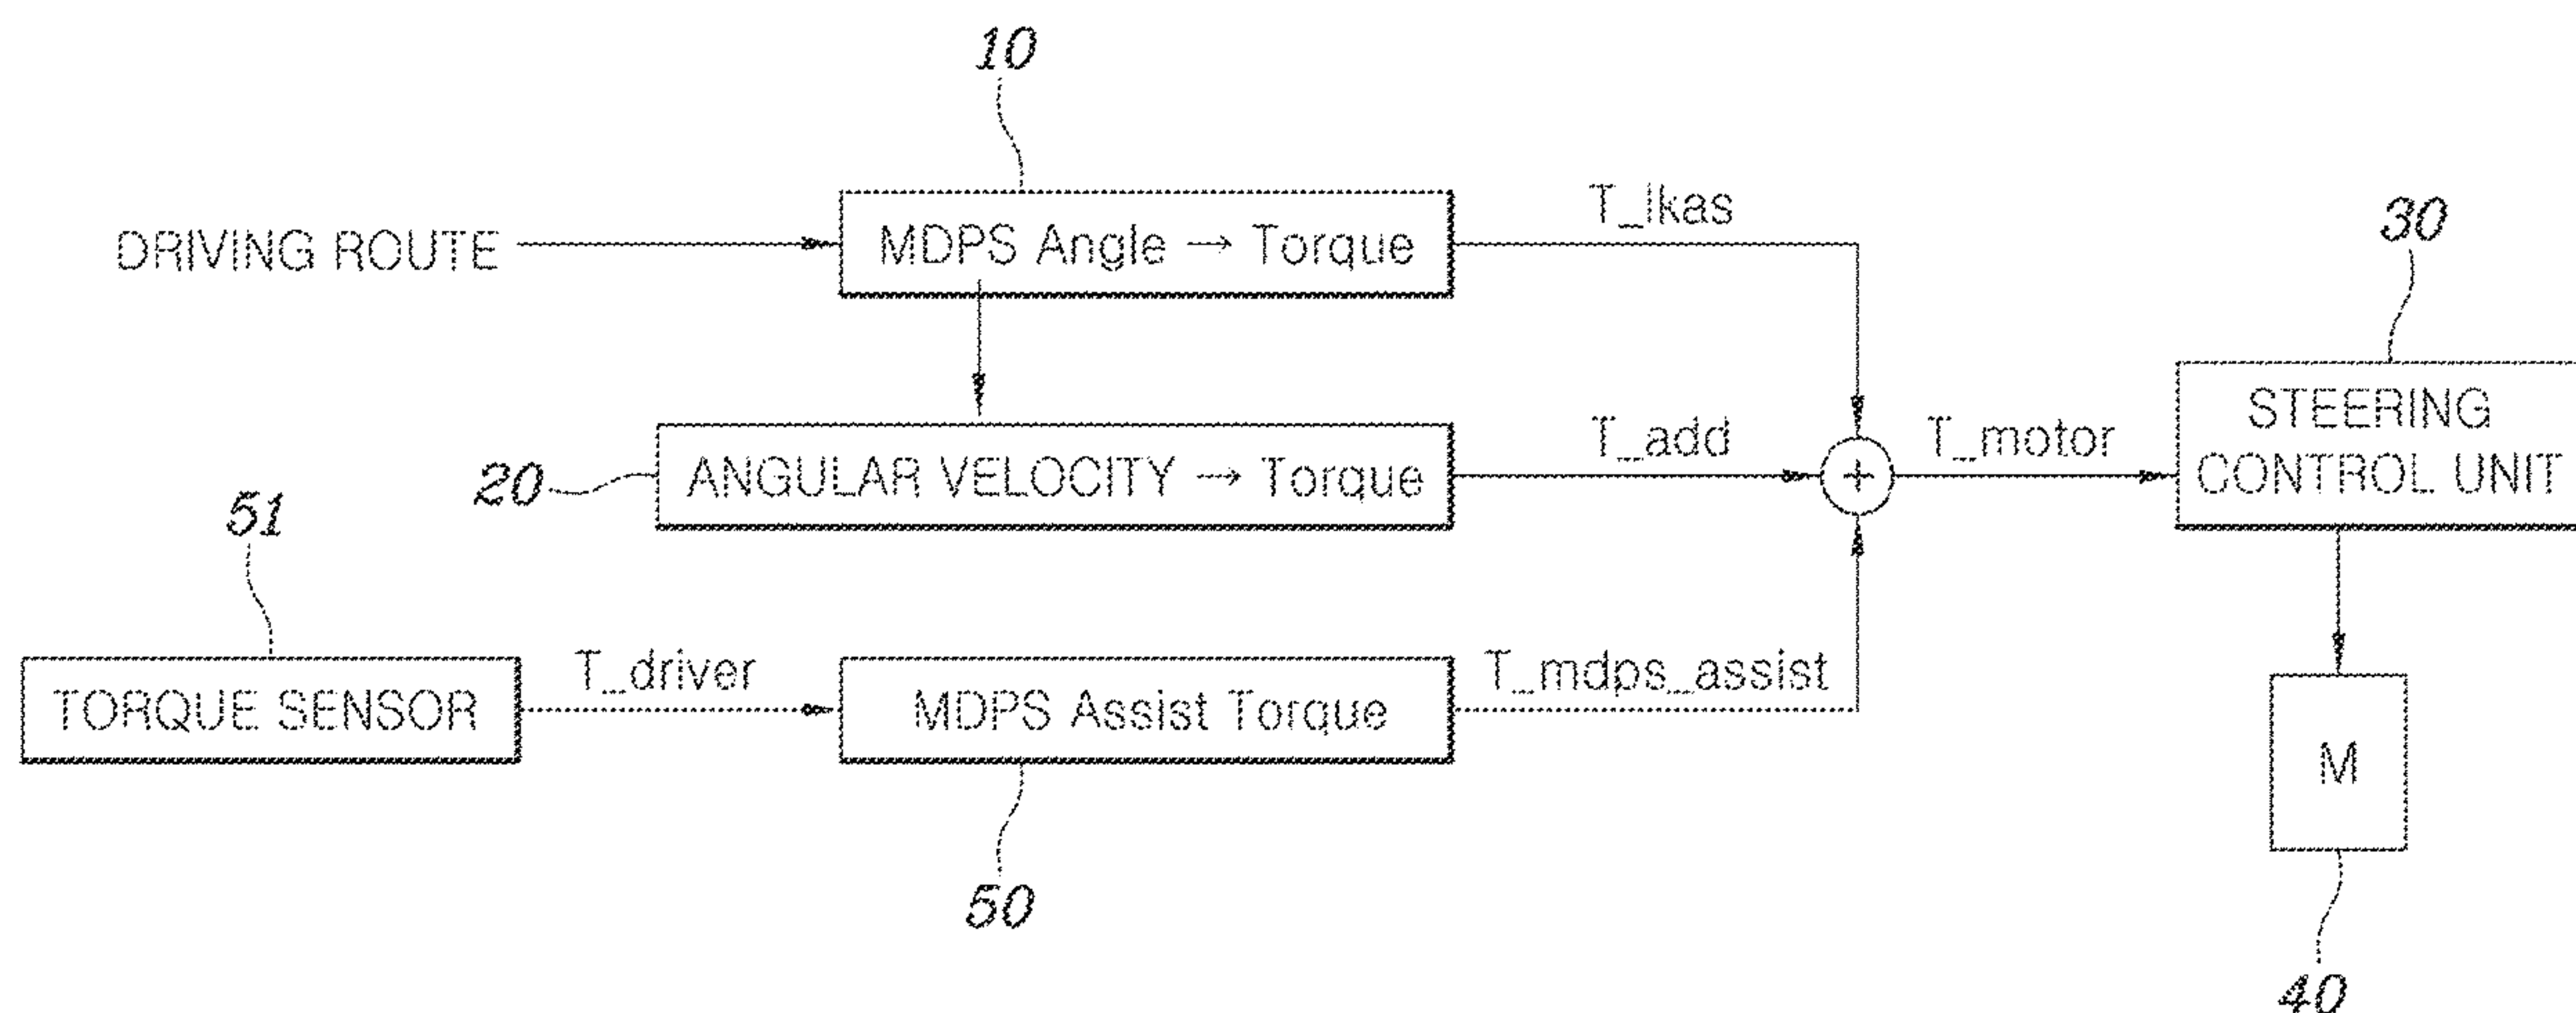 10
T_lkas
30
DRIVING ROUTE
MDPS Angle → Torque
STEERING
CONTROL UNIT
T_add
T_motor
20
ANGULAR VELOCITY → Torque
+
51
T_driver
T_mdps_assist
TORQUE SENSOR
MDPS Assist Torque
M
50
40